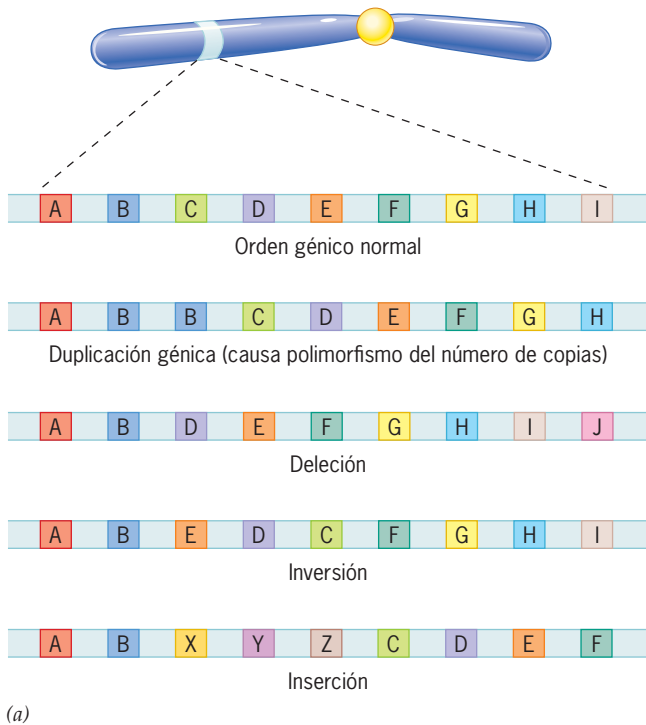 A B C D E F G H I
Orden génico normal
A B B C D E F G H
Duplicación génica (causa polimorfismo del número de copias)
A B D E F G H I J
Deleción
A B E D C F G H I
Inversión
A B X Y Z C D E F
Inserción
(a)